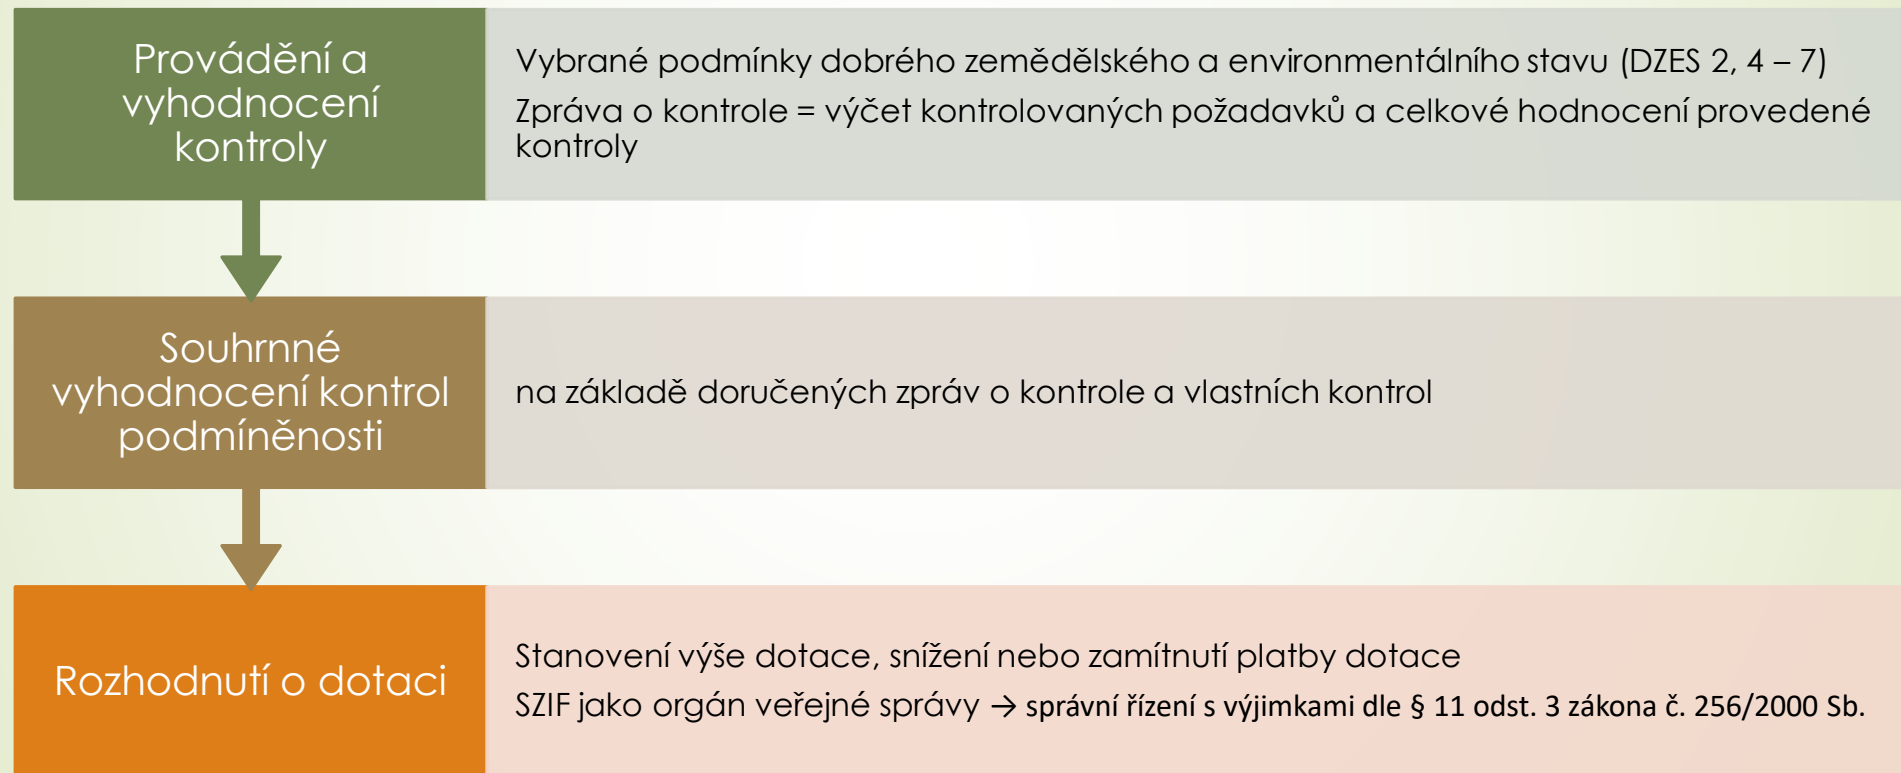 Provádění a
vyhodnocení
kontroly
Vybrané podmínky dobrého zemědělského a environmentálního stavu (DZES 2, 4 – 7)
Zpráva o kontrole = výčet kontrolovaných požadavků a celkové hodnocení provedené
kontroly
Souhrnné
vyhodnocení kontrol
podmíněnosti
na základě doručených zpráv o kontrole a vlastních kontrol
Rozhodnutí o dotaci
Stanovení výše dotace, snížení nebo zamítnutí platby dotace
SZIF jako orgán veřejné správy → správní řízení s výjimkami dle § 11 odst. 3 zákona č. 256/2000 Sb.